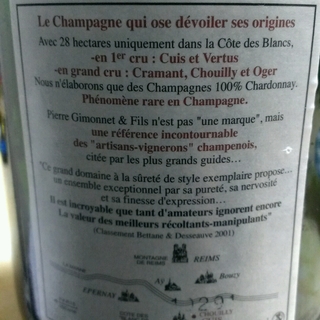 Le Champagne qui ose dévoiler ses origines
Avec 28 hectares uniquement dans la Côte des Blancs,
-en 1er cru : Cuis et Vertus
-en grand cru : Cramant, Chouilly et Oger
Nous n'élaborons que des Champagnes 100% Chardonnay.
Phénomène rare en Champagne.
Pierre Gimonnet & Fils n'est pas "une marque", mais
une référence incontournable
des "artisans-vignerons" champenois,
citée par les plus grands guides…
"Ce grand domaine à la sûreté de style exemplaire propose...
un ensemble exceptionnel par sa pureté, sa nervosité
et sa finesse d'expression…
Il est incroyable que tant d'amateurs ignorent encore
La valeur des meilleurs récoltants-manipulants"
(Classement Bettane & Desseauve 2001)
MONTAGNE
DE REIMS
REIMS
Aÿ
Bouzy
EPERNAY
CHOUILLY